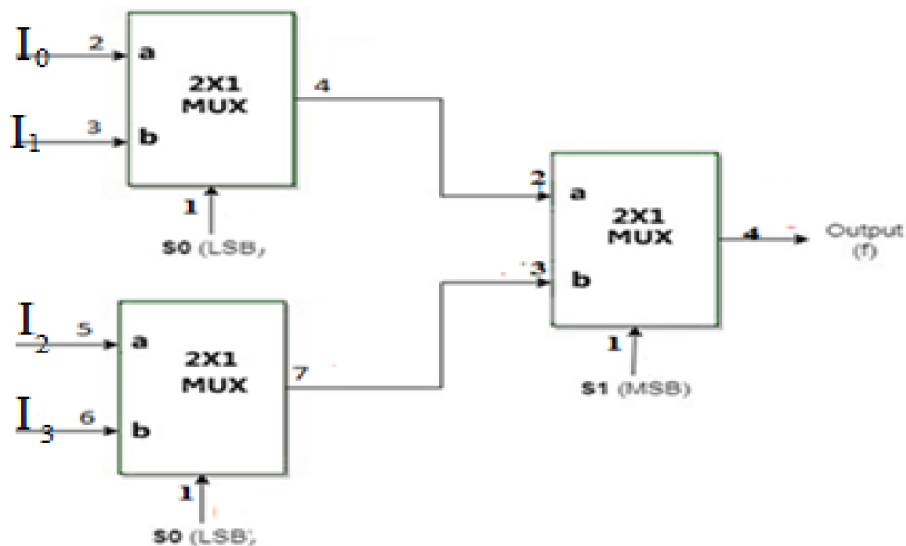 I0
2
a
2X1
MUX
4
I1
3
b
1
S0 (LSB)
2
a
2X1
MUX
4
Output
(f)
3
b
1
S1 (MSB)
I2
5
a
2X1
MUX
7
I3
6
b
1
S0 (LSB)